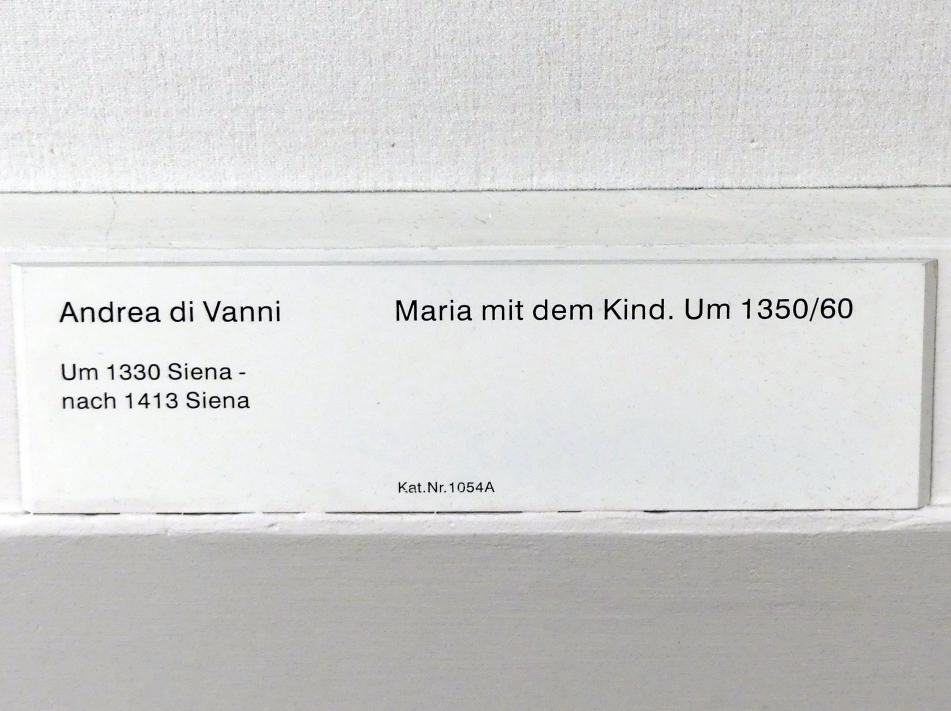 Andrea di Vanni
Um 1330 Siena -
nach 1413 Siena
Maria mit dem Kind. Um 1350/60
Kat.Nr.1054A